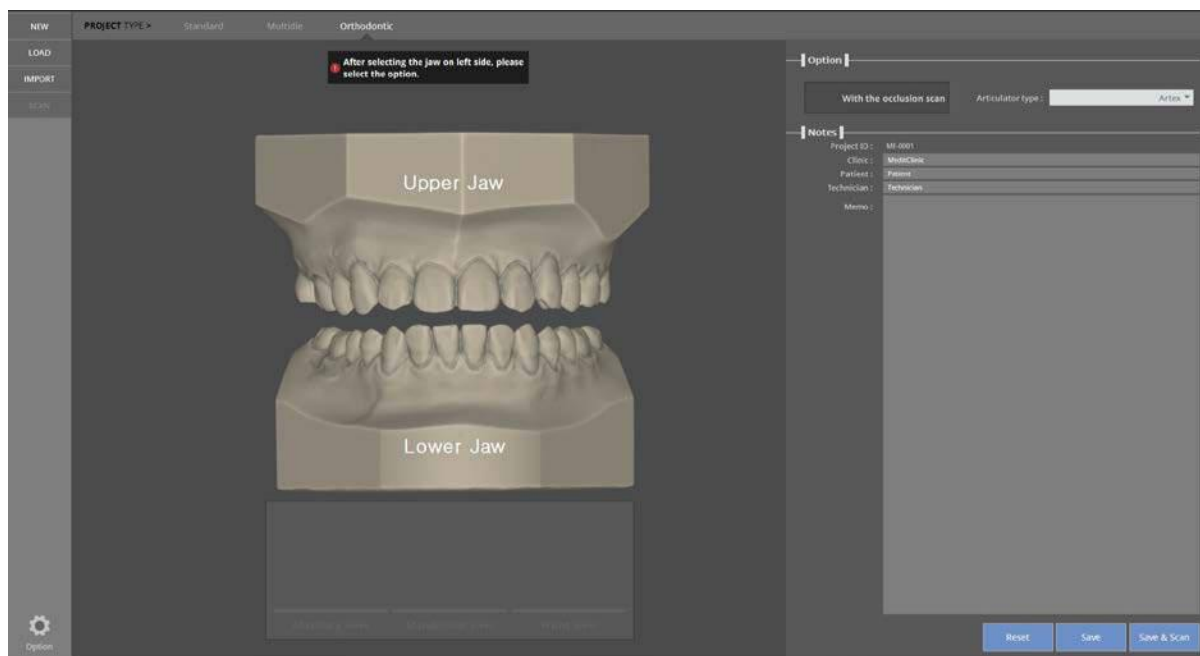 NEW
PROJECT TYPE >
Standard
Multidie
Orthodontic
LOAD
IMPORT
SCAN
After selecting the jaw on left side, please
select the option.
Option
With the occlusion scan
Articulator type :
Artex
Notes
Project ID :
Clinic :
MeditClinic
Patient :
Patient
Technician :
Technician
Memo :
Upper Jaw
Lower Jaw
Option
Reset
Save
Save & Scan